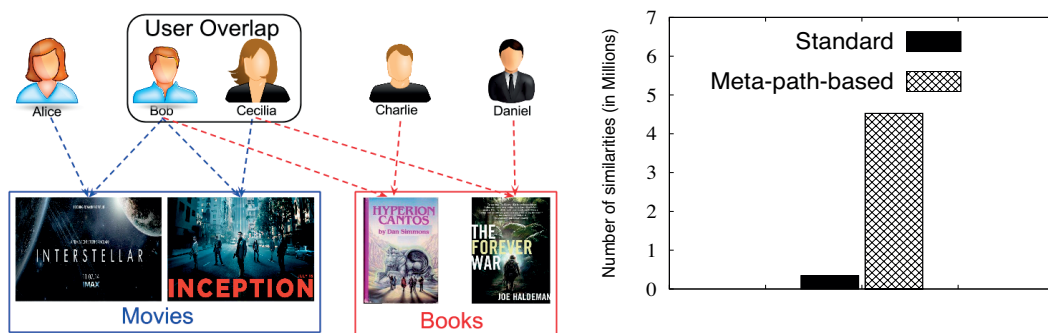 User Overlap
Alice
Bob
Cecilia
Charlie
Daniel
INTERSTELLAR
IMAX
INCEPTION
Movies
HYPERION
CANTOS
by Dan Simmons
THE
FOREVER
WAR
JOE HALDEMAN
Books
Number of similarities (in Millions)
7
6
5
4
3
2
1
0
Standard
Meta-path-based